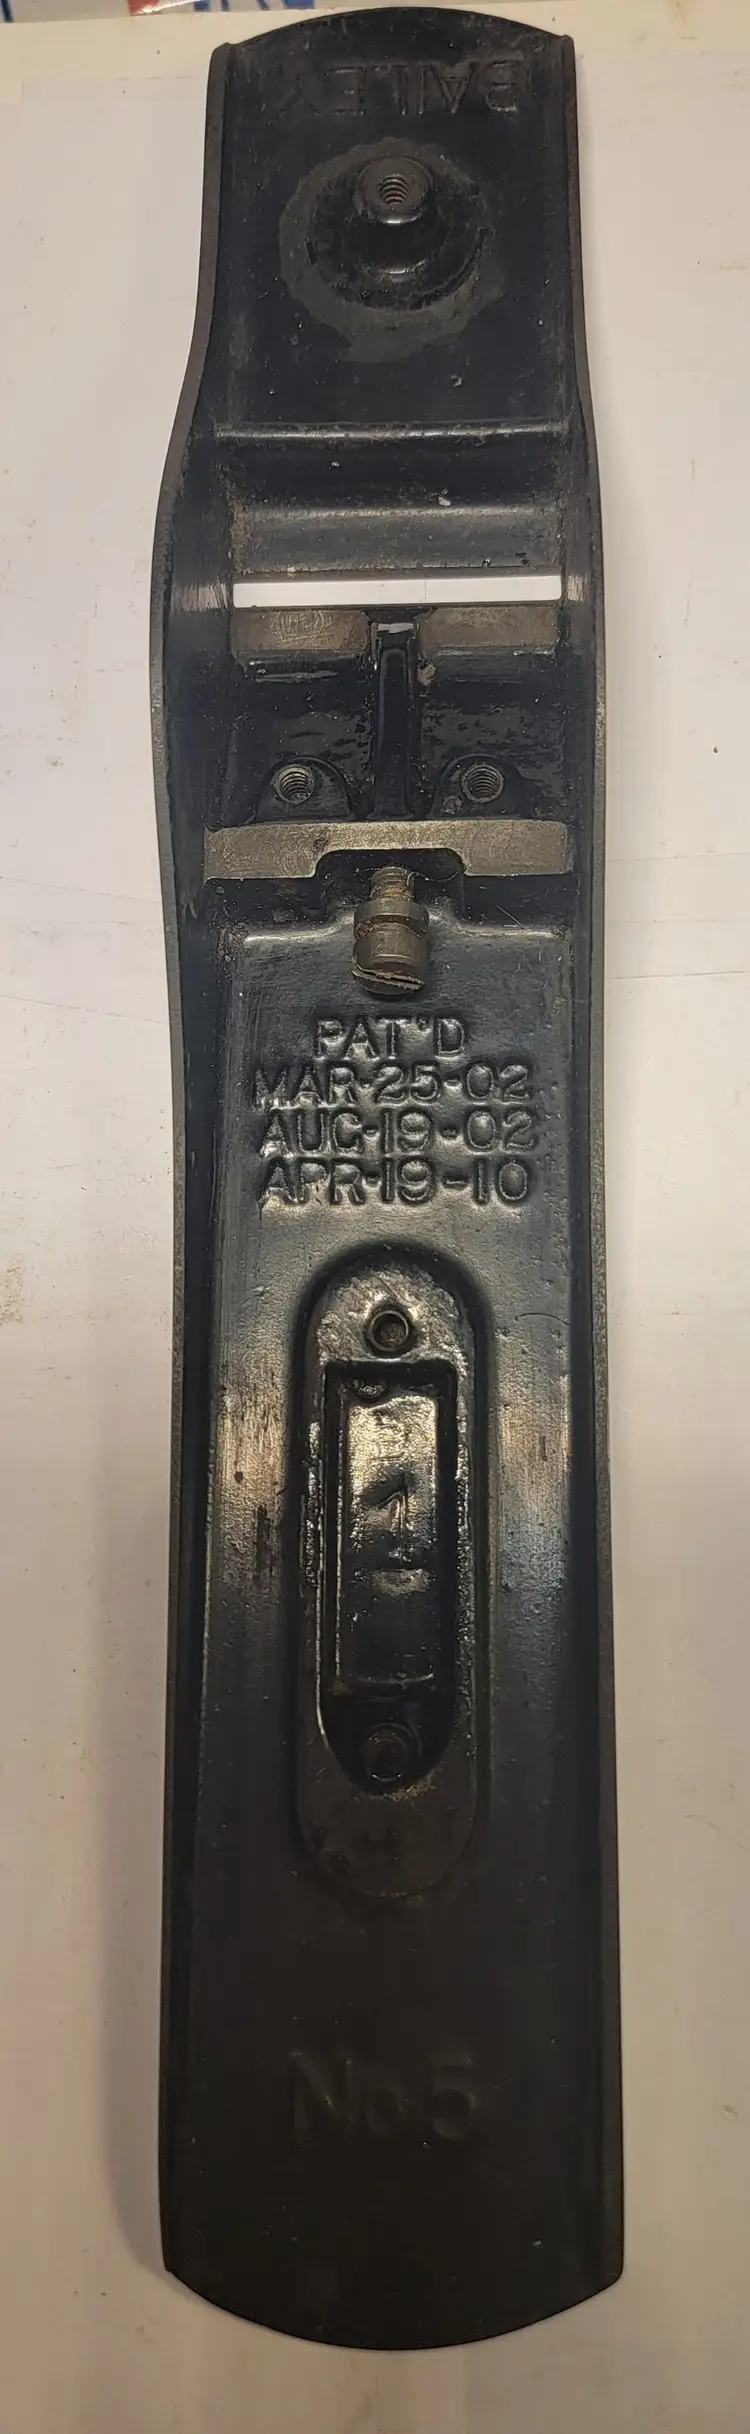 BAILEY
PAT'D
MAR-25-02
AUG-19-02
APR-19-10
No 5